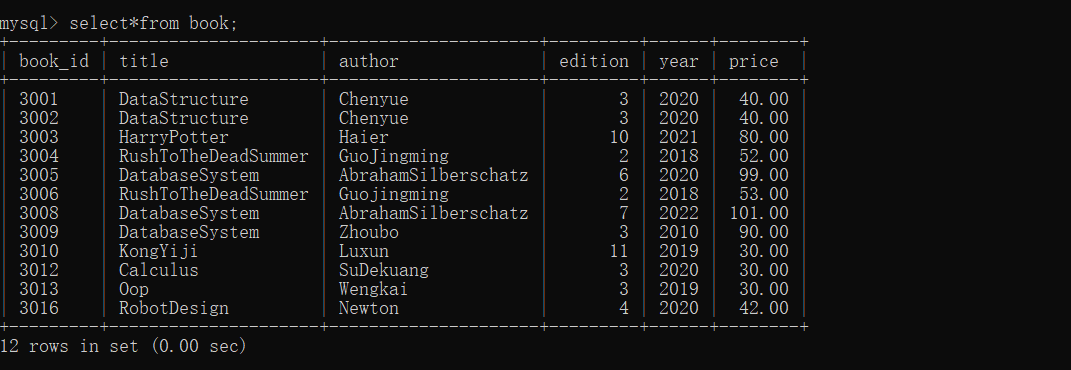 mysql> select*from book;
+---------+----------------------+----------------------+---------+------+--------+
| book_id | title | author | edition | year | price |
+---------+----------------------+----------------------+---------+------+--------+
| 3001 | DataStructure | Chenyue | 3 | 2020 | 40.00 |
| 3002 | DataStructure | Chenyue | 3 | 2020 | 40.00 |
| 3003 | HarryPotter | Haier | 10 | 2021 | 80.00 |
| 3004 | RushToTheDeadSummer | GuoJingming | 2 | 2018 | 52.00 |
| 3005 | DatabaseSystem | AbrahamSilberschatz | 6 | 2020 | 99.00 |
| 3006 | RushToTheDeadSummer | Guojingming | 2 | 2018 | 53.00 |
| 3008 | DatabaseSystem | AbrahamSilberschatz | 7 | 2022 | 101.00 |
| 3009 | DatabaseSystem | Zhoubo | 3 | 2010 | 90.00 |
| 3010 | KongYiji | Luxun | 11 | 2019 | 30.00 |
| 3012 | Calculus | SuDekuang | 3 | 2020 | 30.00 |
| 3013 | Oop | Wengkai | 3 | 2019 | 30.00 |
| 3016 | RobotDesign | Newton | 4 | 2020 | 42.00 |
+---------+----------------------+----------------------+---------+------+--------+
12 rows in set (0.00 sec)